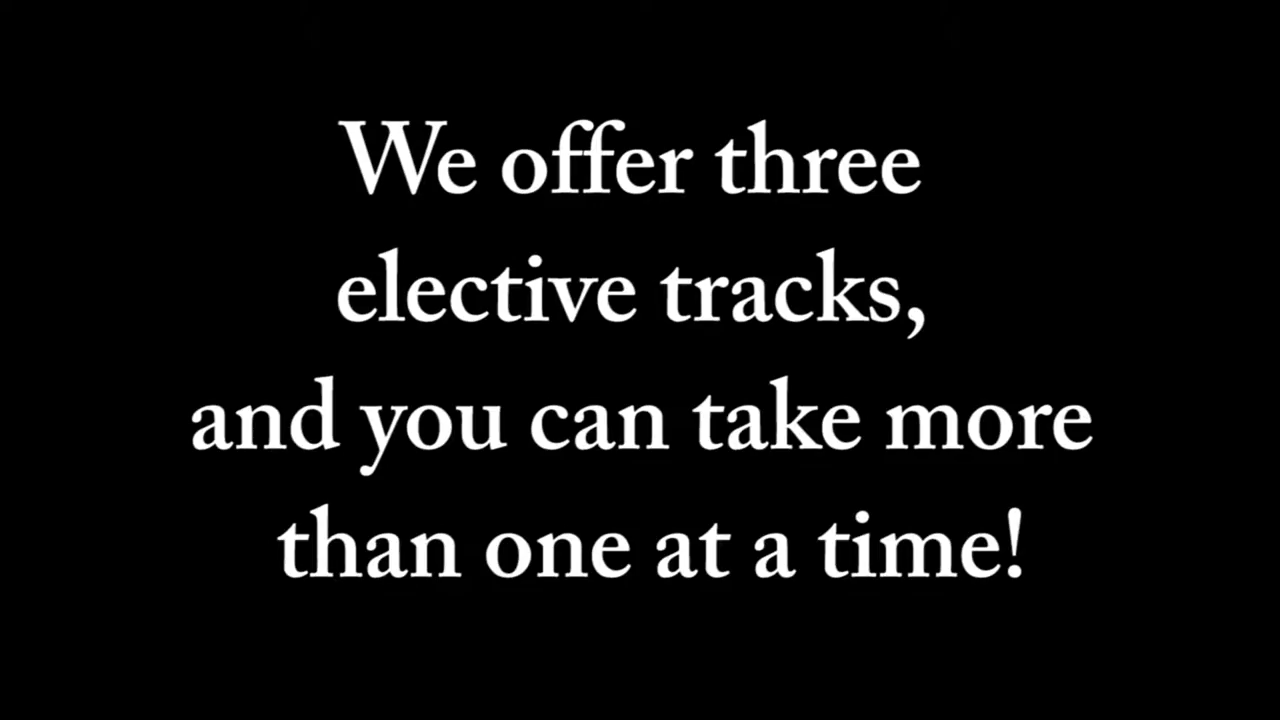 We offer three
elective tracks,
and you can take more
than one at a time!